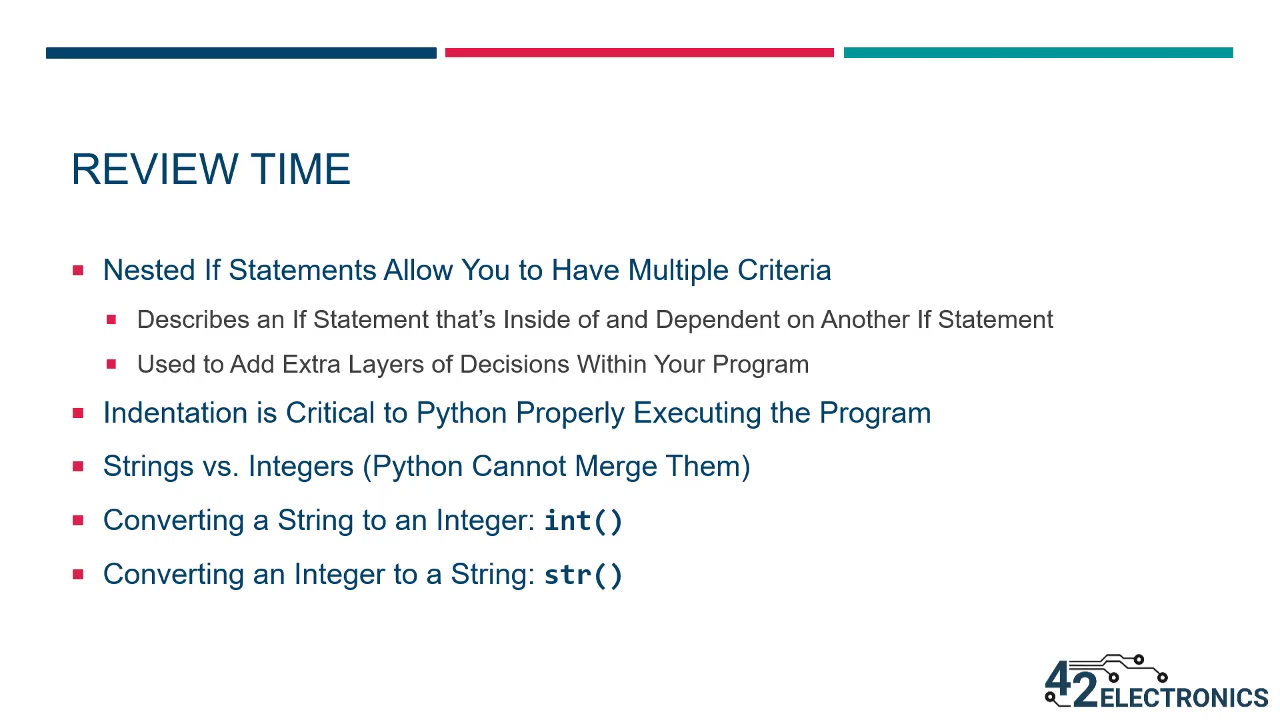 REVIEW TIME
Nested If Statements Allow You to Have Multiple Criteria
Describes an If Statement that’s Inside of and Dependent on Another If Statement
Used to Add Extra Layers of Decisions Within Your Program
Indentation is Critical to Python Properly Executing the Program
Strings vs. Integers (Python Cannot Merge Them)
Converting a String to an Integer: int()
Converting an Integer to a String: str()
42 ELECTRONICS